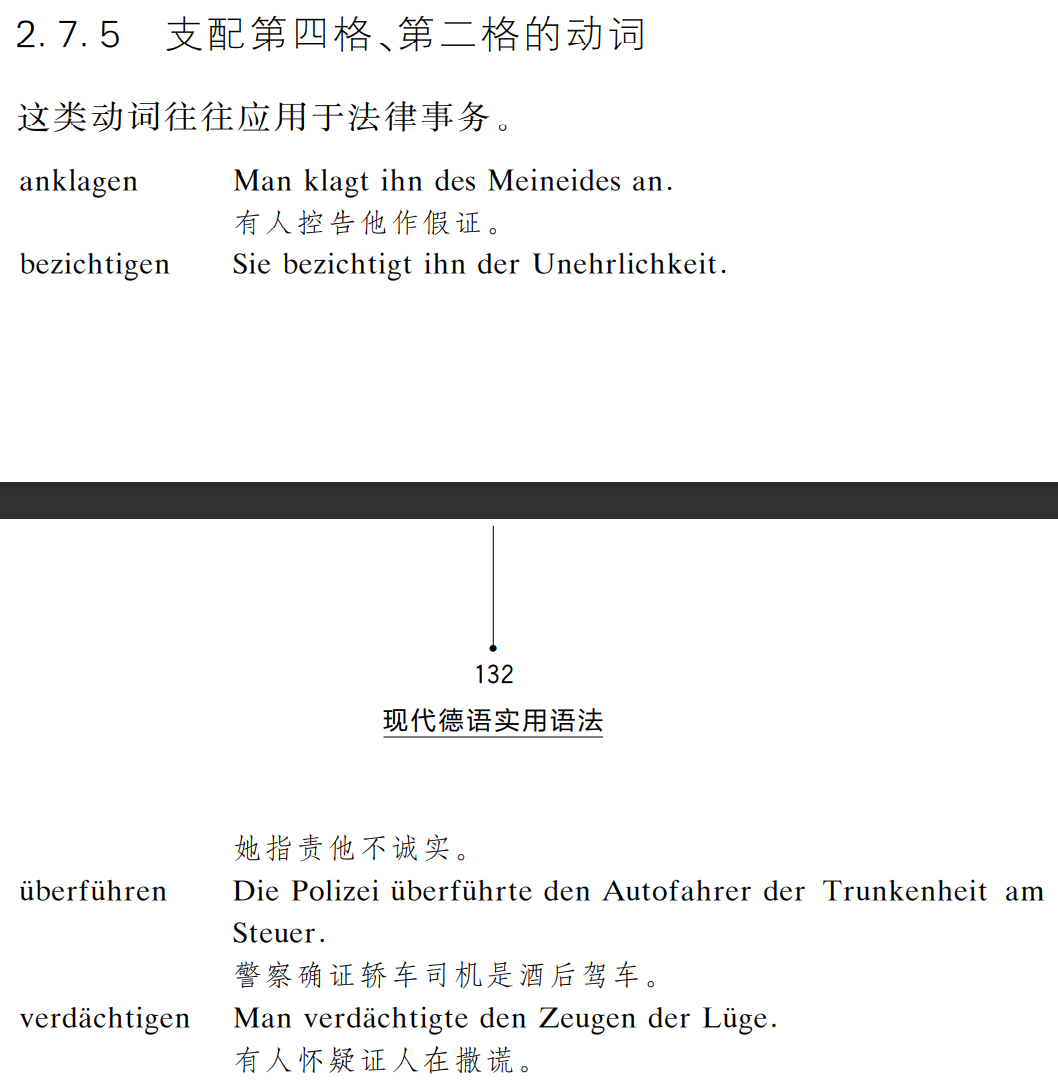 2.7.5 支配第四格、第二格的动词
这类动词往往应用于法律事务。
anklagen Man klagt ihn des Meineides an.
有人控告他作假证。
bezichtigen Sie bezichtigt ihn der Unehrlichkeit.
132
现代德语实用语法
她指责他不诚实。
überführen Die Polizei überführte den Autofahrer der Trunkenheit am
Steuer.
警察确证轿车司机是酒后驾车。
verdächtigen Man verdächtigte den Zeugen der Lüge.
有人怀疑证人在撒谎。